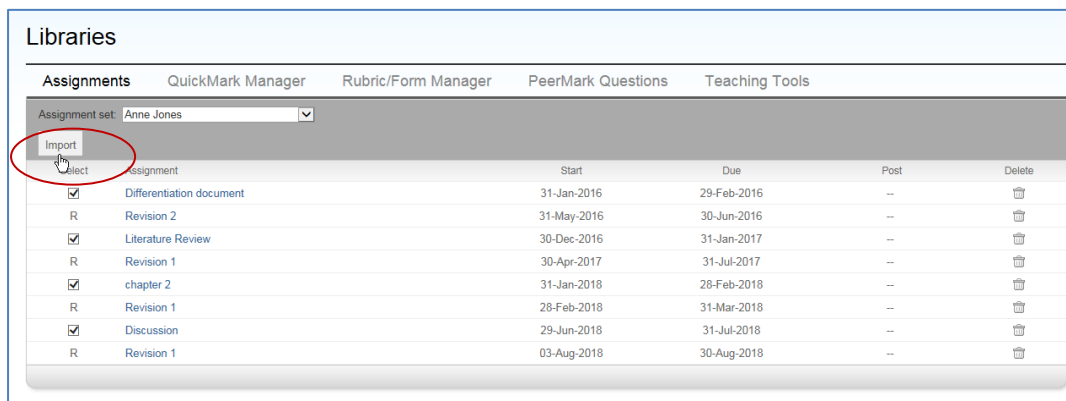 Libraries
Assignments QuickMark Manager Rubric/Form Manager PeerMark Questions Teaching Tools
Assignment set: Anne Jones
Import
Select Assignment Start Due Post Delete
Differentiation document 31-Jan-2016 29-Feb-2016 --
R Revision 2 31-May-2016 30-Jun-2016 --
Literature Review 30-Dec-2016 31-Jan-2017 --
R Revision 1 30-Apr-2017 31-Jul-2017 --
chapter 2 31-Jan-2018 28-Feb-2018 --
R Revision 1 28-Feb-2018 31-Mar-2018 --
Discussion 29-Jun-2018 31-Jul-2018 --
R Revision 1 03-Aug-2018 30-Aug-2018 --